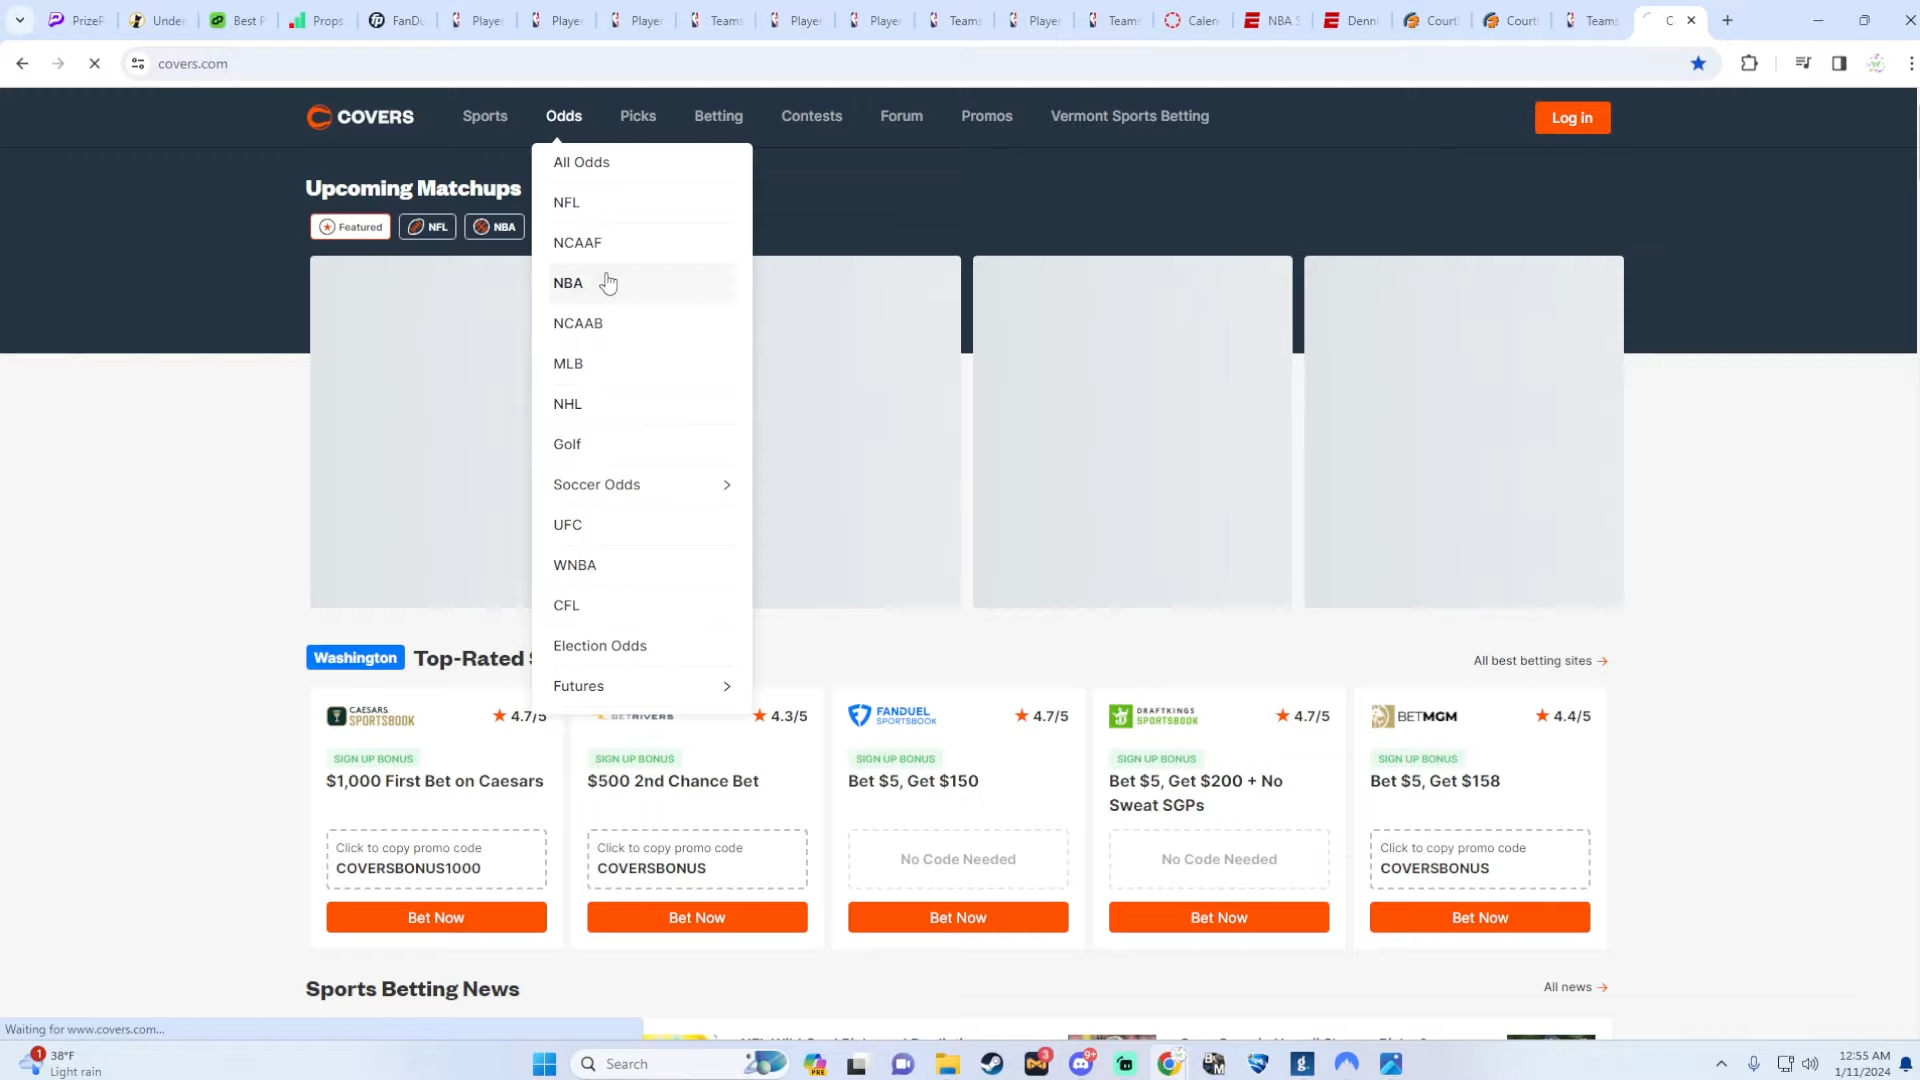 PrizeP
Under
Best P
Props
FanDu
Player
Player
Player
Teams
Player
Player
Teams
Player
Teams
Calen
NBA S
Denni
Court
Court
Teams
C
covers.com
COVERS
Sports
Odds
Picks
Betting
Contests
Forum
Promos
Vermont Sports Betting
Log in
Upcoming Matchups
Featured
NFL
NBA
All Odds
NFL
NCAAF
NBA
NCAAB
MLB
NHL
Golf
Soccer Odds
UFC
WNBA
CFL
Election Odds
Futures
Washington
Top-Rated
All best betting sites
CAESARS
SPORTSBOOK
4.7/5
BETRIVERS
4.3/5
FANDUEL
SPORTSBOOK
4.7/5
DRAFTKINGS
SPORTSBOOK
4.7/5
BETMGM
4.4/5
SIGN UP BONUS
$1,000 First Bet on Caesars
SIGN UP BONUS
$500 2nd Chance Bet
SIGN UP BONUS
Bet $5, Get $150
SIGN UP BONUS
Bet $5, Get $200 + No
Sweat SGPs
SIGN UP BONUS
Bet $5, Get $158
Click to copy promo code
COVERSBONUS1000
Click to copy promo code
COVERSBONUS
No Code Needed
No Code Needed
Click to copy promo code
COVERSBONUS
Bet Now
Bet Now
Bet Now
Bet Now
Bet Now
Sports Betting News
All news
Waiting for www.covers.com...
1
38°F
Light rain
Search
PRE
3
9+
g.
12:55 AM
1/11/2024